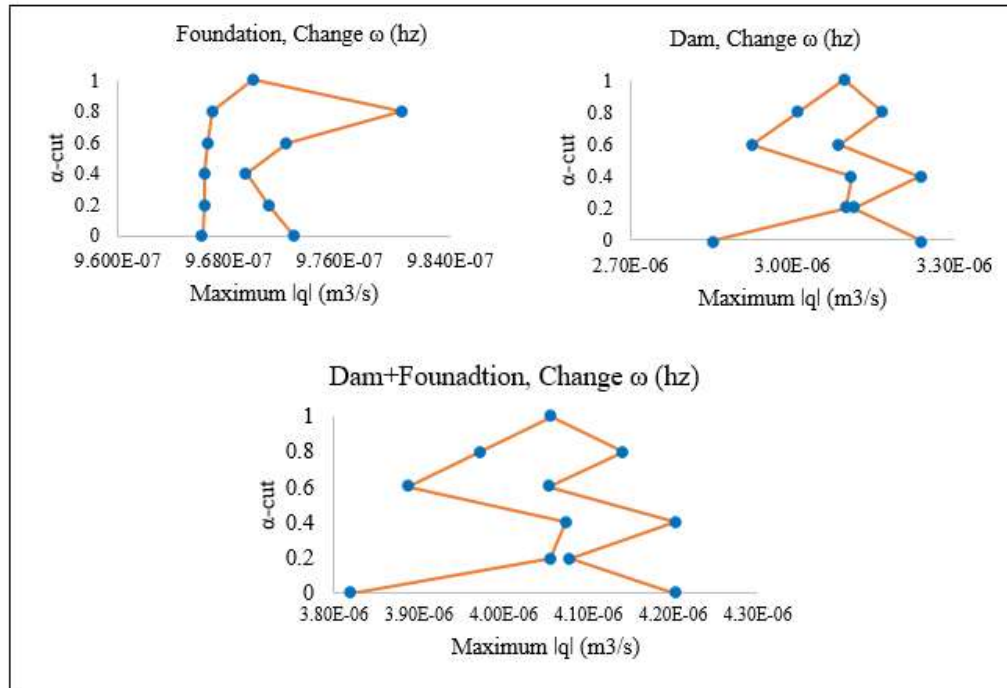 Foundation, Change ω (hz)
1
0.8
0.6
0.4
0.2
0
α-cut
9.600E-07 9.680E-07 9.760E-07 9.840E-07
Maximum |q| (m3/s)
Dam, Change ω (hz)
1
0.8
0.6
0.4
0.2
0
α-cut
2.70E-06 3.00E-06 3.30E-06
Maximum |q| (m3/s)
Dam+Founadtion, Change ω (hz)
1
0.8
0.6
0.4
0.2
0
α-cut
3.80E-06 3.90E-06 4.00E-06 4.10E-06 4.20E-06 4.30E-06
Maximum |q| (m3/s)